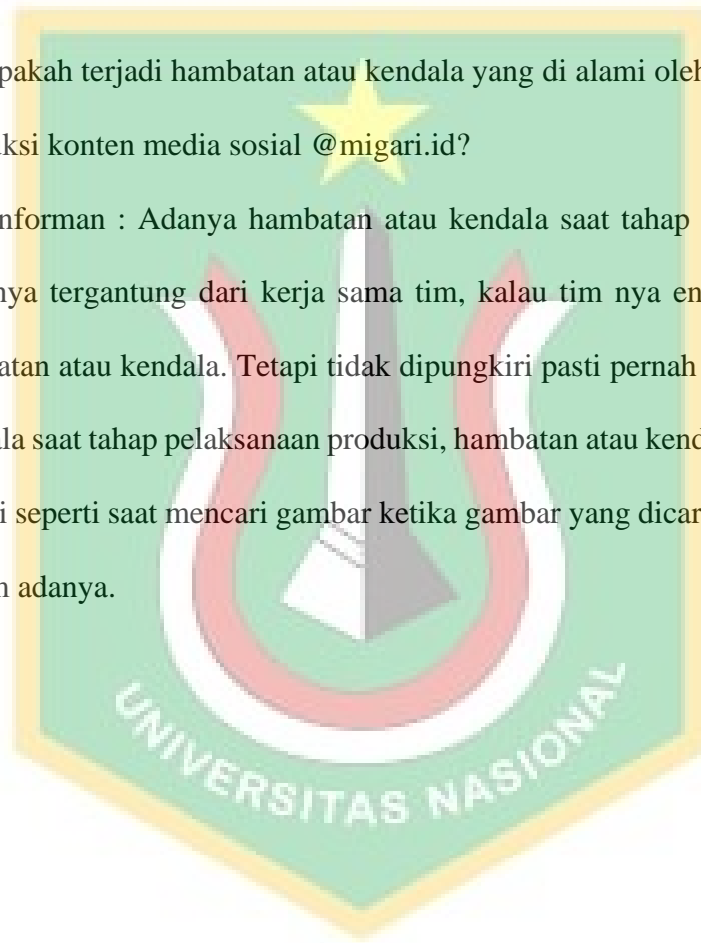 pakah terjadi hambatan atau kendala yang di alami oleh
ksi konten media sosial @migari.id?
nforman : Adanya hambatan atau kendala saat tahap
nya tergantung dari kerja sama tim, kalau tim nya en
atan atau kendala. Tetapi tidak dipungkiri pasti pernah
la saat tahap pelaksanaan produksi, hambatan atau kend
i seperti saat mencari gambar ketika gambar yang dicar
n adanya.
UNIVERSITAS NASIONAL